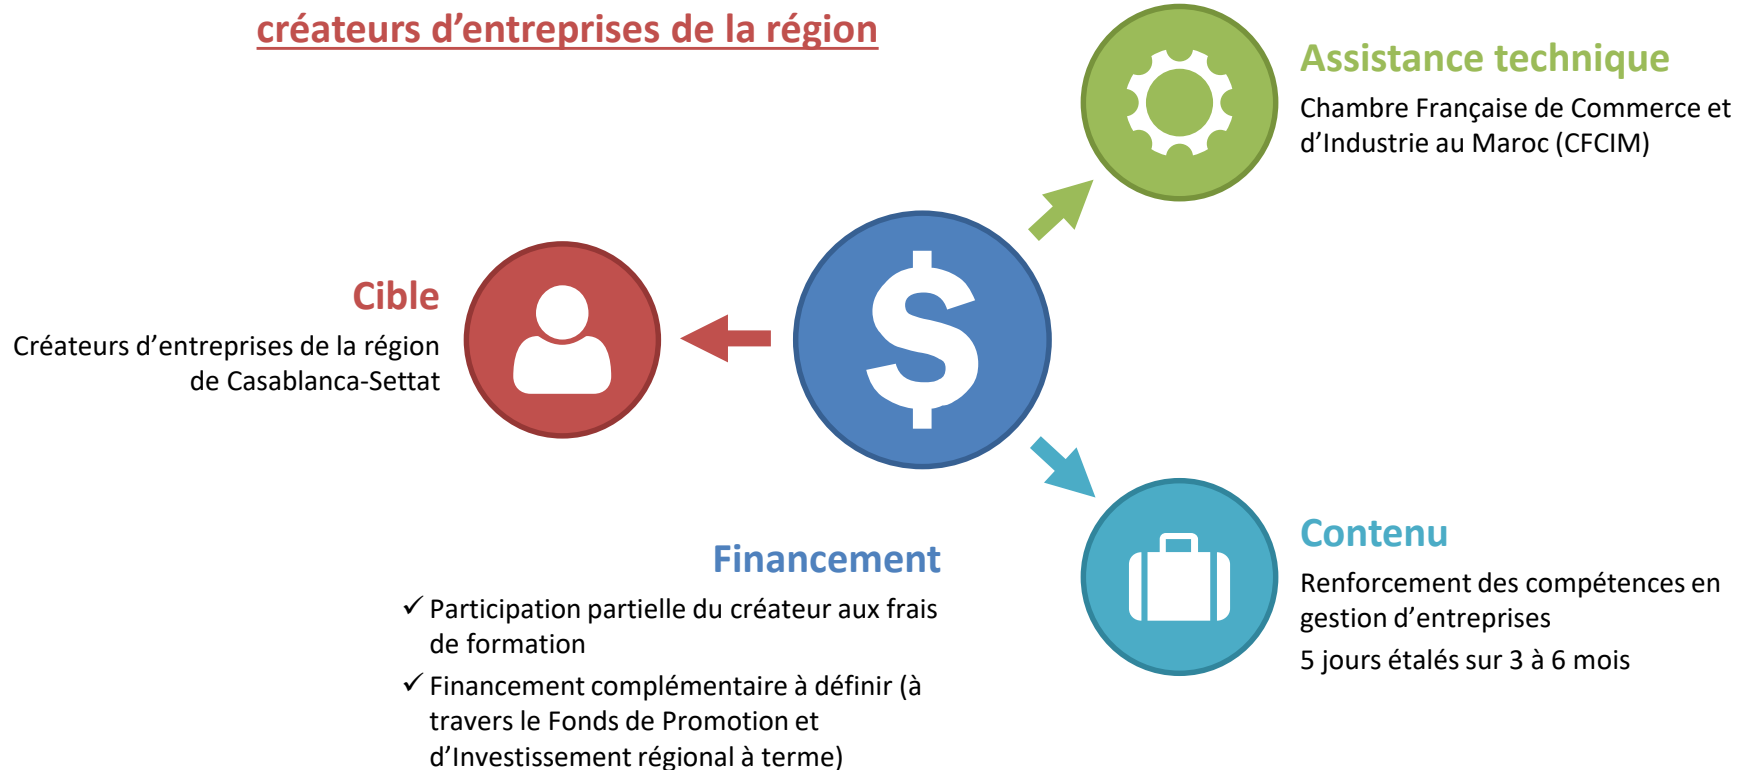 créateurs d’entreprises de la région
Assistance technique
Chambre Française de Commerce et
d’Industrie au Maroc (CFCIM)
Cible
Créateurs d’entreprises de la région
de Casablanca-Settat
Financement
✓ Participation partielle du créateur aux frais
de formation
✓ Financement complémentaire à définir (à
travers le Fonds de Promotion et
d’Investissement régional à terme)
Contenu
Renforcement des compétences en
gestion d’entreprises
5 jours étalés sur 3 à 6 mois